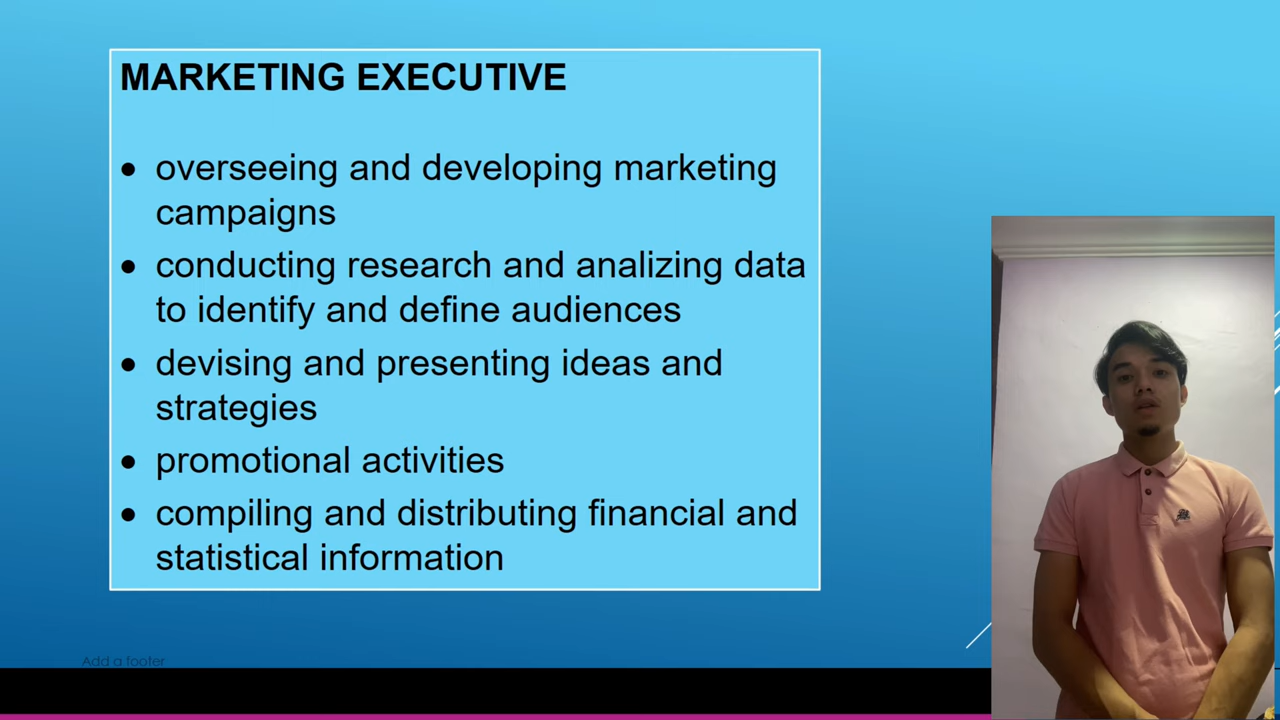 MARKETING EXECUTIVE
• overseeing and developing marketing
campaigns
• conducting research and analizing data
to identify and define audiences
• devising and presenting ideas and
strategies
• promotional activities
• compiling and distributing financial and
statistical information
Add a footer